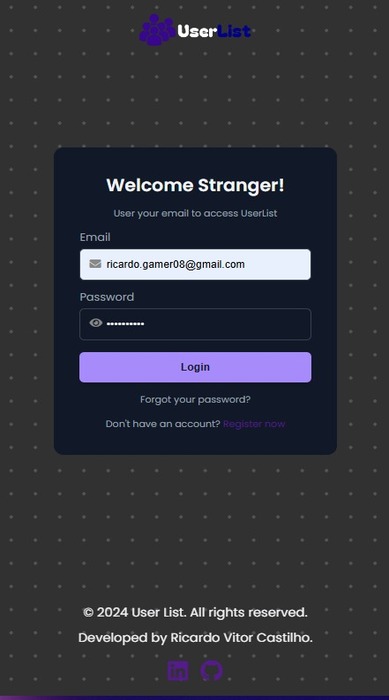 UserList
Welcome Stranger!
User your email to access UserList
Email
ricardo.gamer08@gmail.com
Password
••••••••••
Login
Forgot your password?
Don't have an account? Register now
© 2024 User List. All rights reserved.
Developed by Ricardo Vitor Castilho.